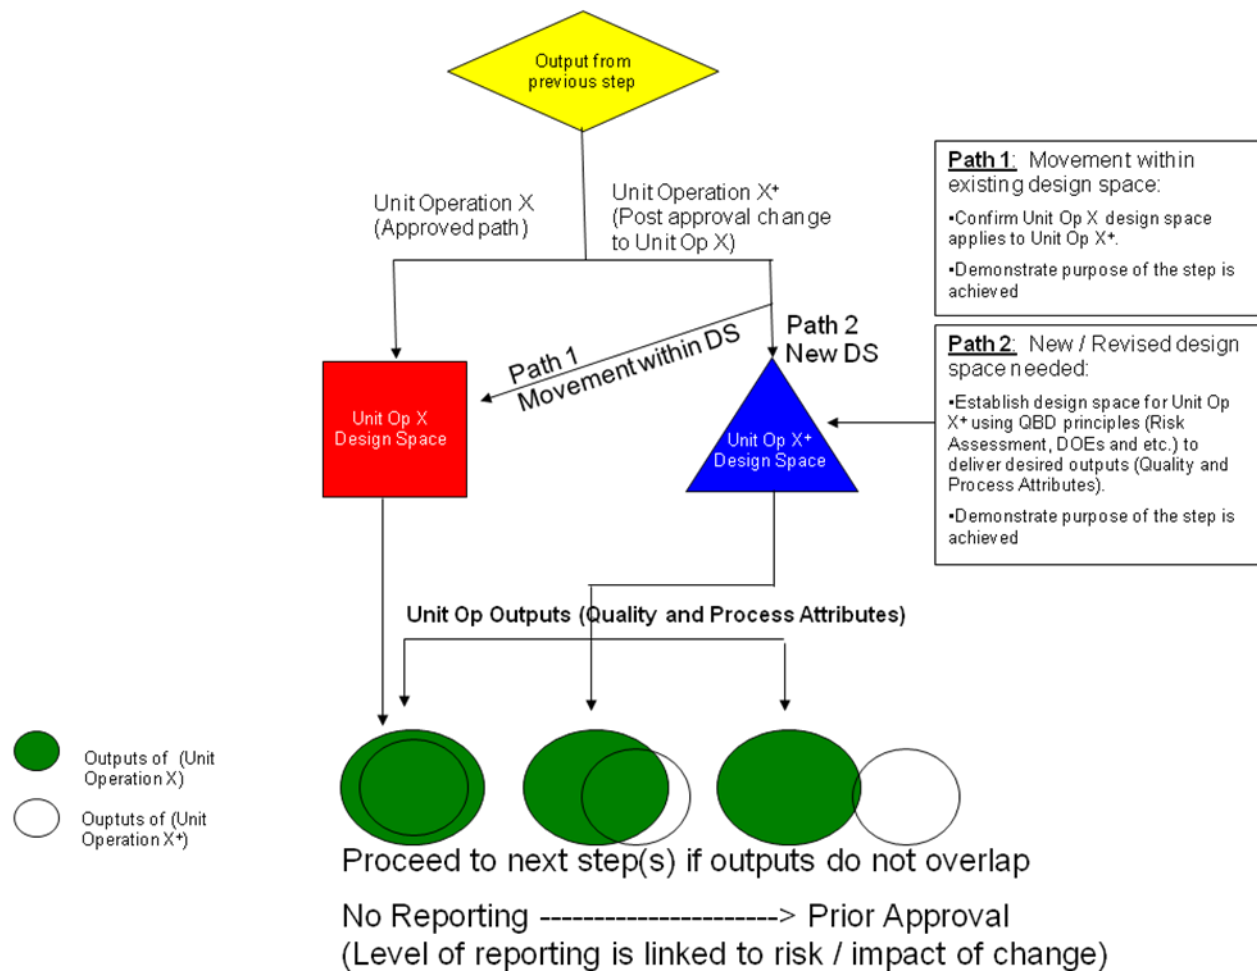 Output from
previous step
Unit Operation X
(Approved path)
Unit Operation X+
(Post approval change
to Unit Op X)
Path 1: Movement within
existing design space:
•Confirm Unit Op X design space
applies to Unit Op X+.
•Demonstrate purpose of the step is
achieved
Path 1
Movement within DS
Path 2
New DS
Path 2: New / Revised design
space needed:
•Establish design space for Unit Op
X+ using QBD principles (Risk
Assessment, DOEs and etc.) to
deliver desired outputs (Quality and
Process Attributes).
•Demonstrate purpose of the step is
achieved
Unit Op X
Design Space
Unit Op X+
Design Space
Unit Op Outputs (Quality and Process Attributes)
Outputs of (Unit
Operation X)
Ouptuts of (Unit
Operation X+)
Proceed to next step(s) if outputs do not overlap
No Reporting ----------------------> Prior Approval
(Level of reporting is linked to risk / impact of change)